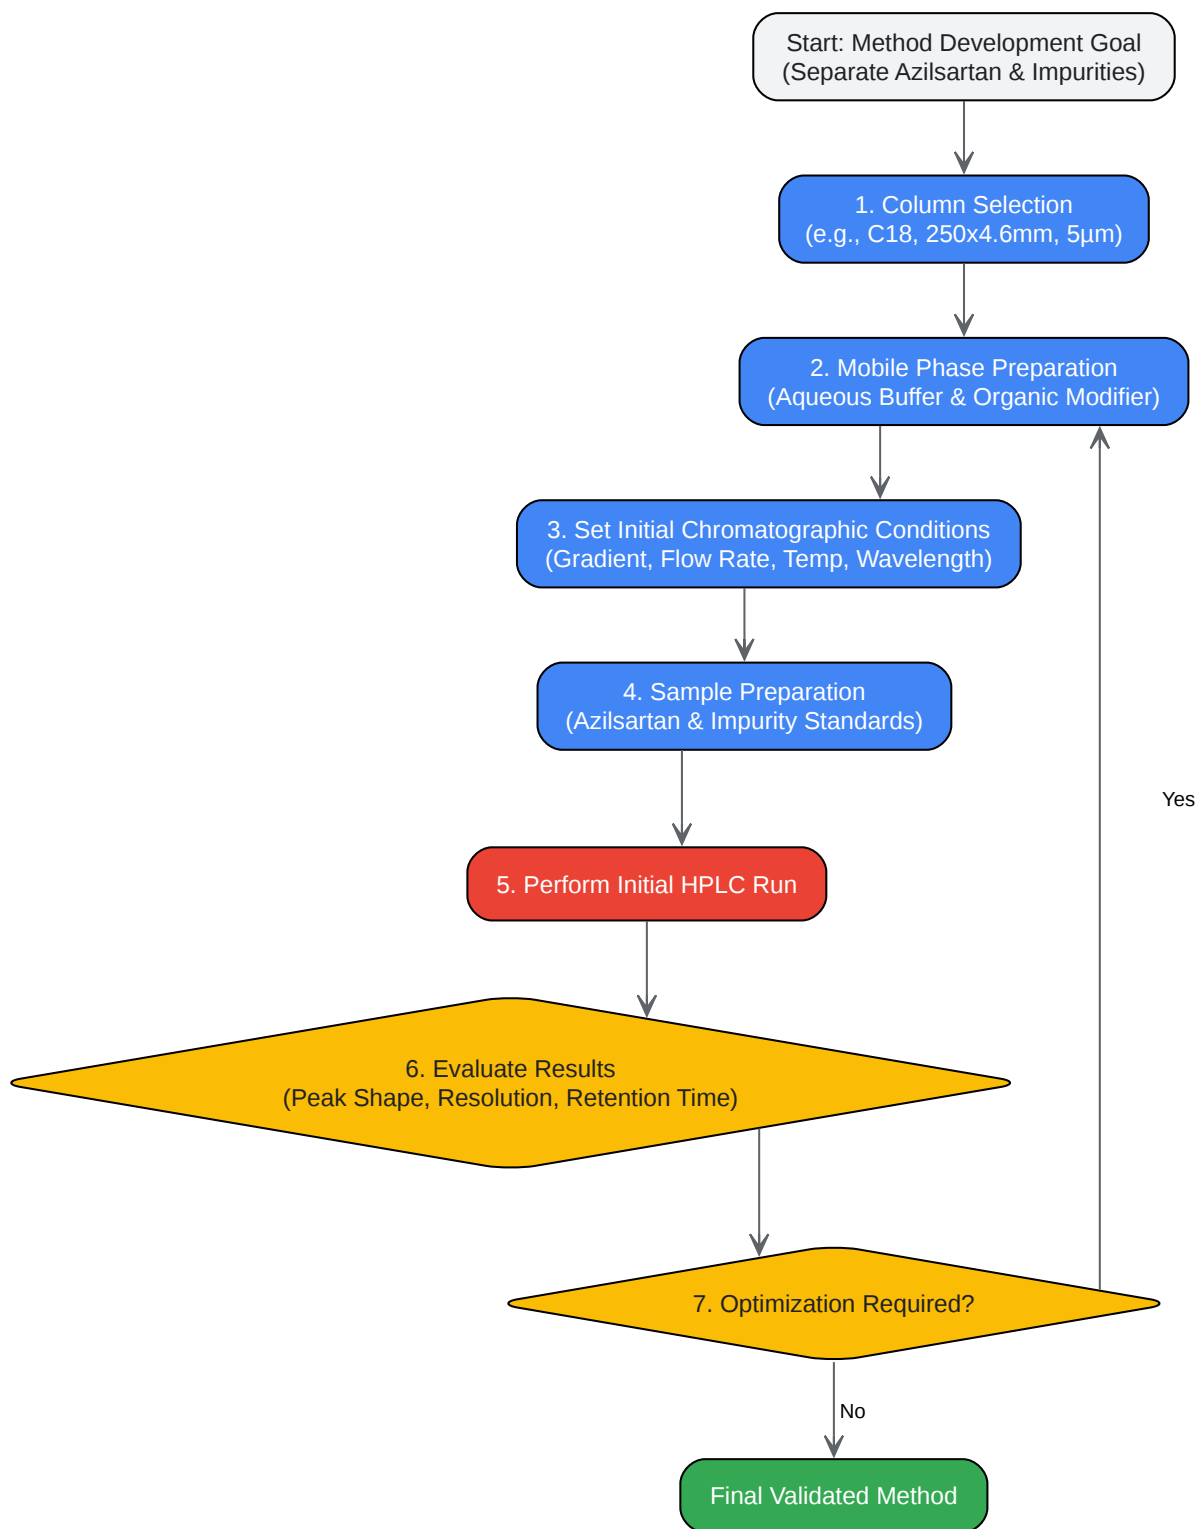 Start: Method Development Goal
(Separate Azilsartan & Impurities)
1. Column Selection
(e.g., C18, 250x4.6mm, 5µm)
2. Mobile Phase Preparation
(Aqueous Buffer & Organic Modifier)
3. Set Initial Chromatographic Conditions
(Gradient, Flow Rate, Temp, Wavelength)
4. Sample Preparation
(Azilsartan & Impurity Standards)
Yes
5. Perform Initial HPLC Run
6. Evaluate Results
(Peak Shape, Resolution, Retention Time)
7. Optimization Required?
No
Final Validated Method